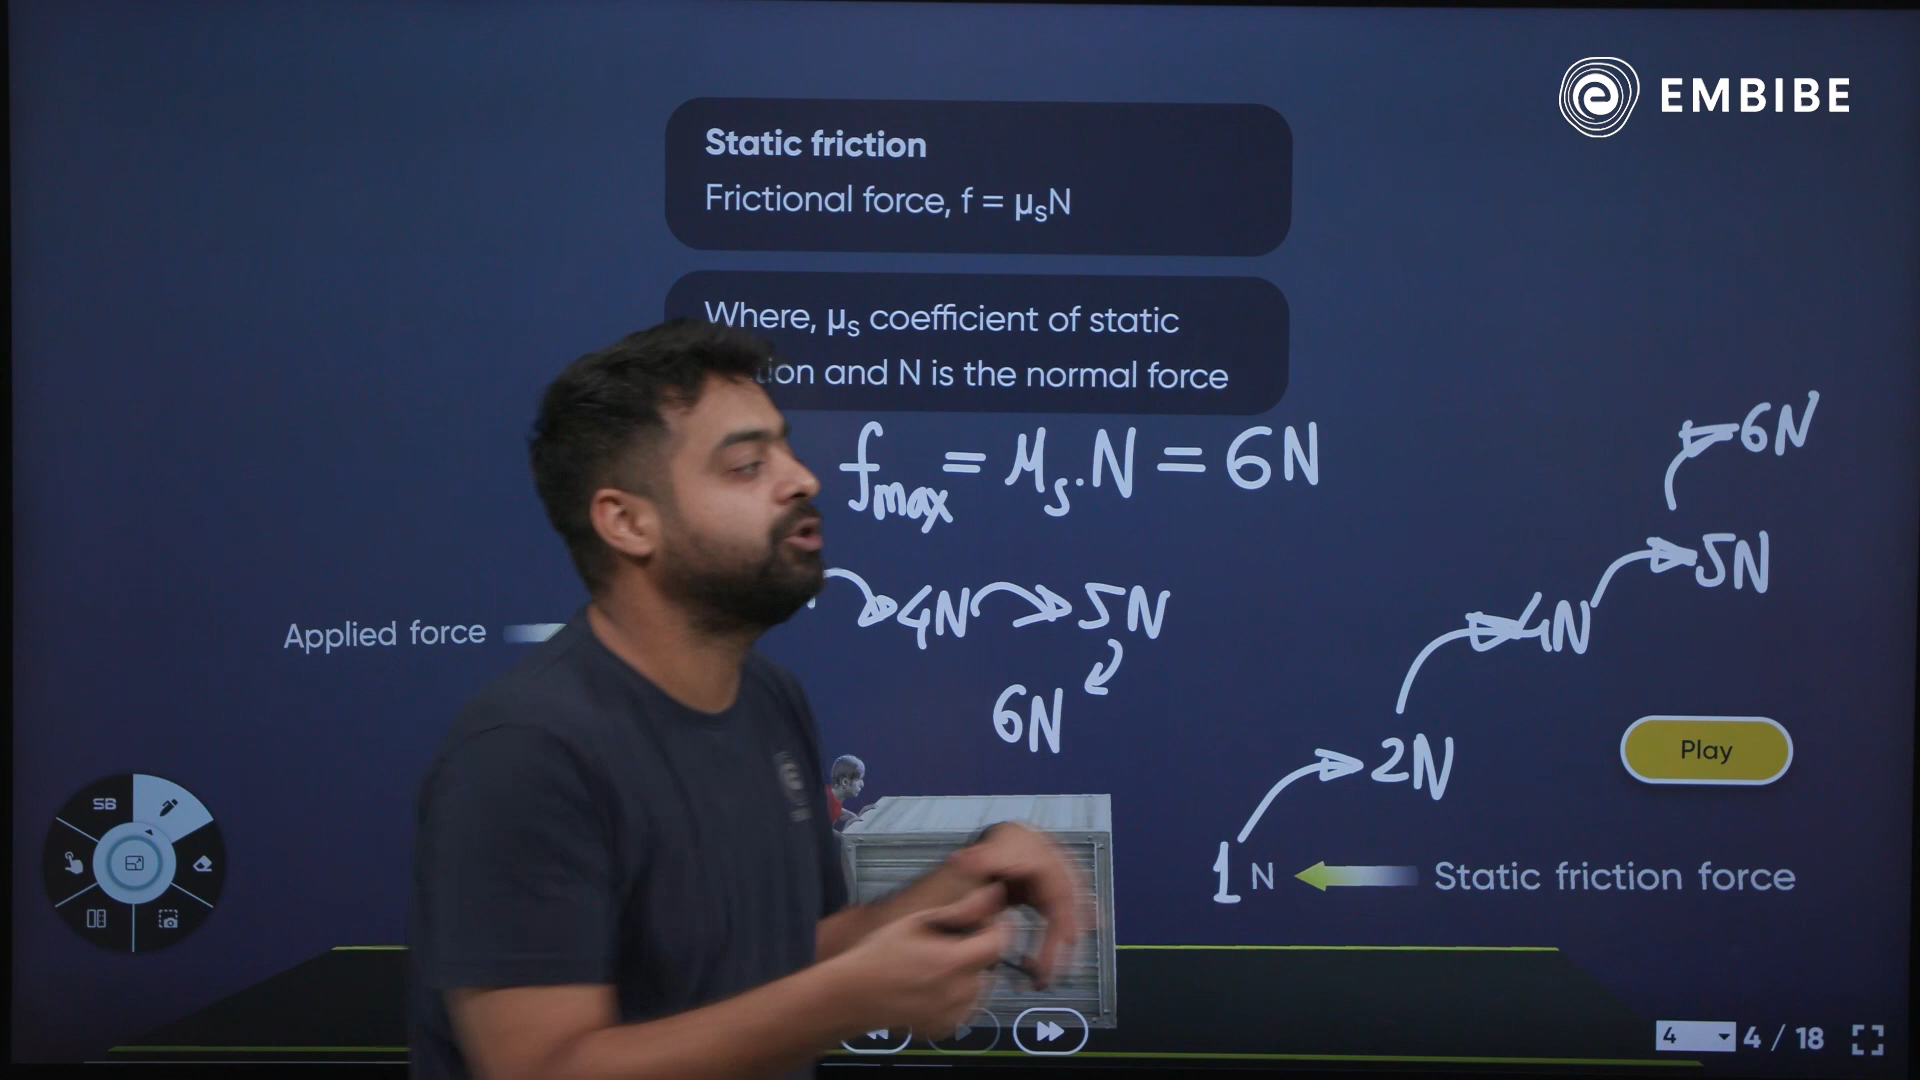 EMBIBE
Static friction
Frictional force, f = μₛN
Where, μₛ coefficient of static
and N is the normal force
fmax = μₛ.N = 6N
6N
5N
4N 5N
4N
Applied force
6N
2N
Play
SB
1 N Static friction force
4 4 / 18